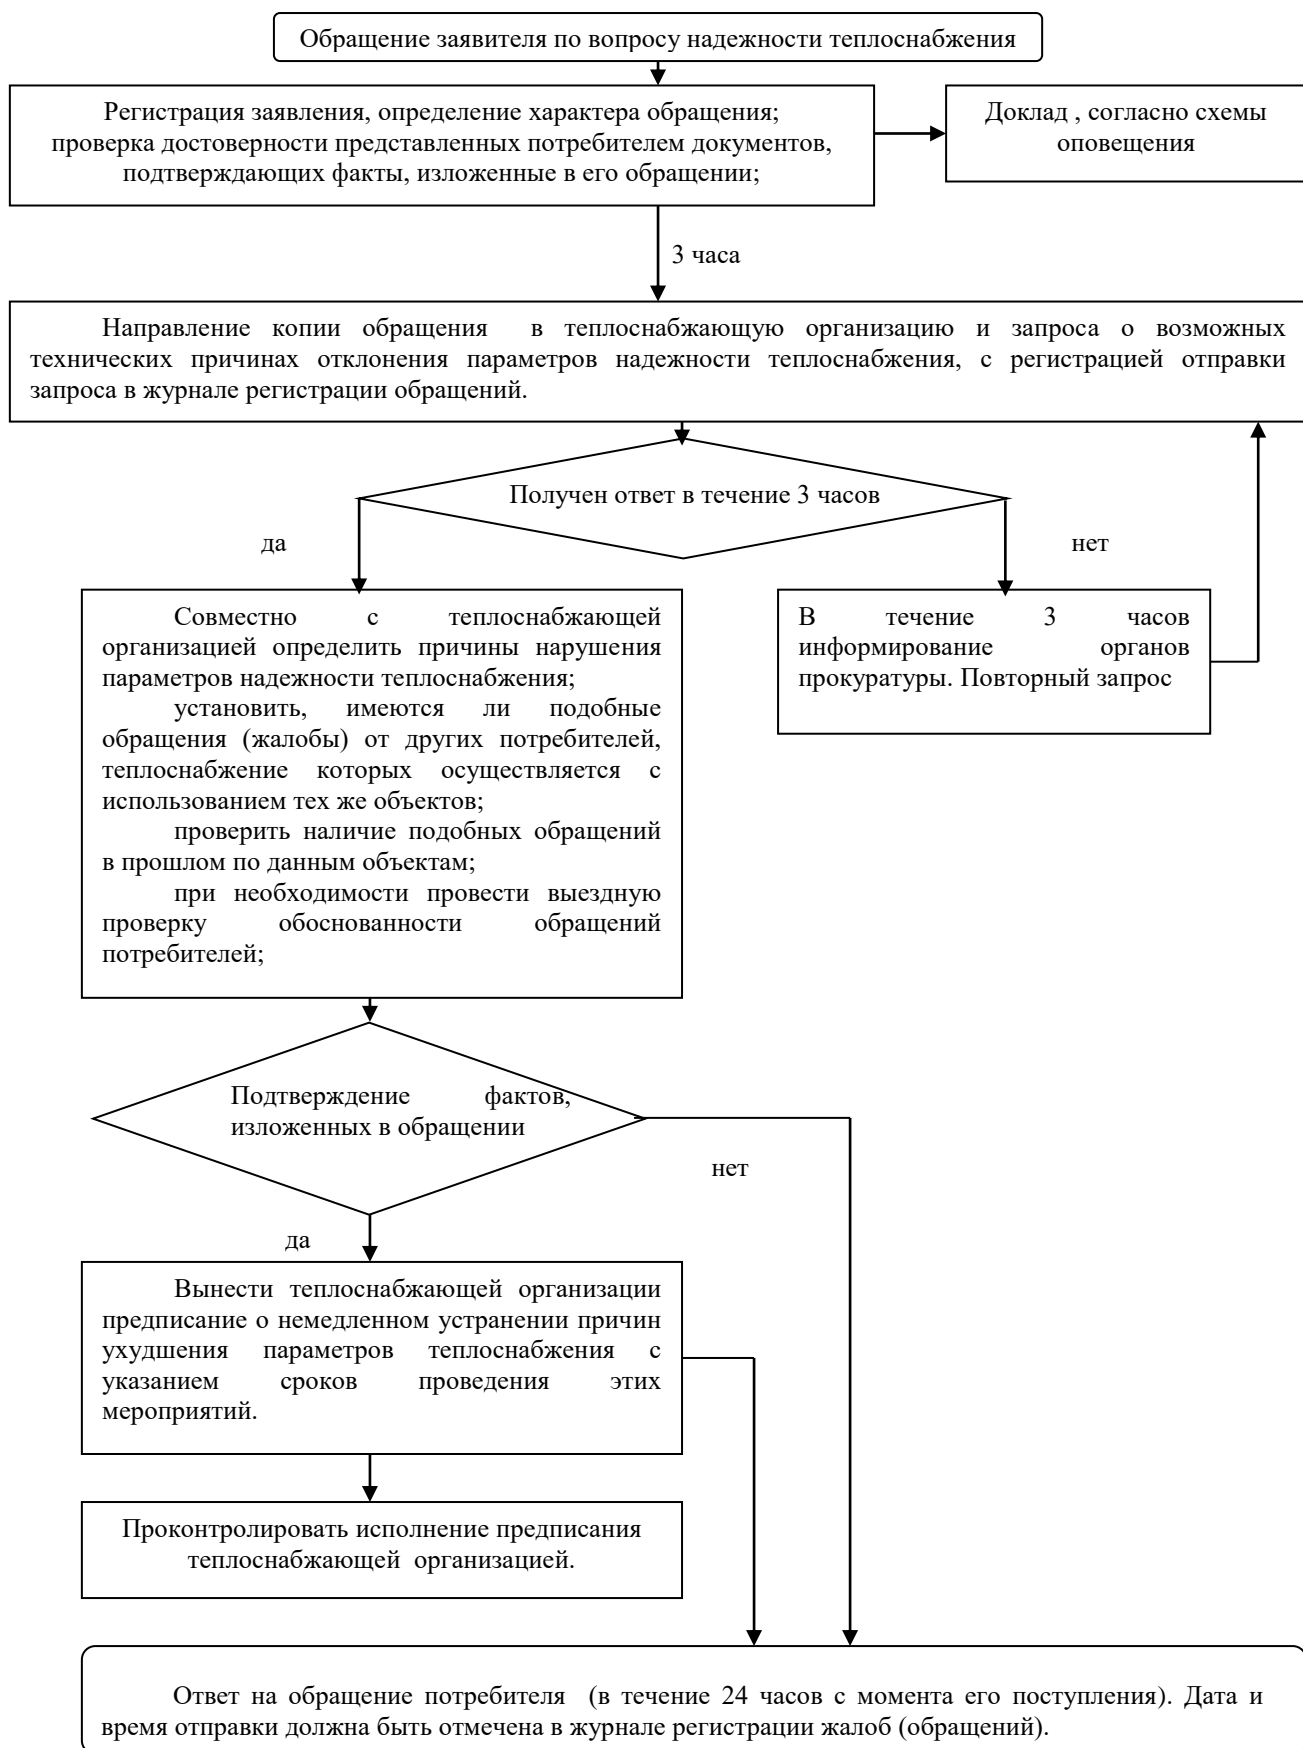 Обращение заявителя по вопросу надежности теплоснабжения
Регистрация заявления, определение характера обращения;
проверка достоверности представленных потребителем документов,
подтверждающих факты, изложенные в его обращении;
Доклад , согласно схемы
оповещения
3 часа
Направление копии обращения в теплоснабжающую организацию и запроса о возможных
технических причинах отклонения параметров надежности теплоснабжения, с регистрацией отправки
запроса в журнале регистрации обращений.
Получен ответ в течение 3 часов
да
нет
Совместно с теплоснабжающей
организацией определить причины нарушения
параметров надежности теплоснабжения;
установить, имеются ли подобные
обращения (жалобы) от других потребителей,
теплоснабжение которых осуществляется с
использованием тех же объектов;
проверить наличие подобных обращений
в прошлом по данным объектам;
при необходимости провести выездную
проверку обоснованности обращений
потребителей;
В течение 3 часов
информирование органов
прокуратуры. Повторный запрос
Подтверждение фактов,
изложенных в обращении
нет
да
Вынести теплоснабжающей организации
предписание о немедленном устранении причин
ухудшения параметров теплоснабжения с
указанием сроков проведения этих
мероприятий.
Проконтролировать исполнение предписания
теплоснабжающей организацией.
Ответ на обращение потребителя (в течение 24 часов с момента его поступления). Дата и
время отправки должна быть отмечена в журнале регистрации жалоб (обращений).